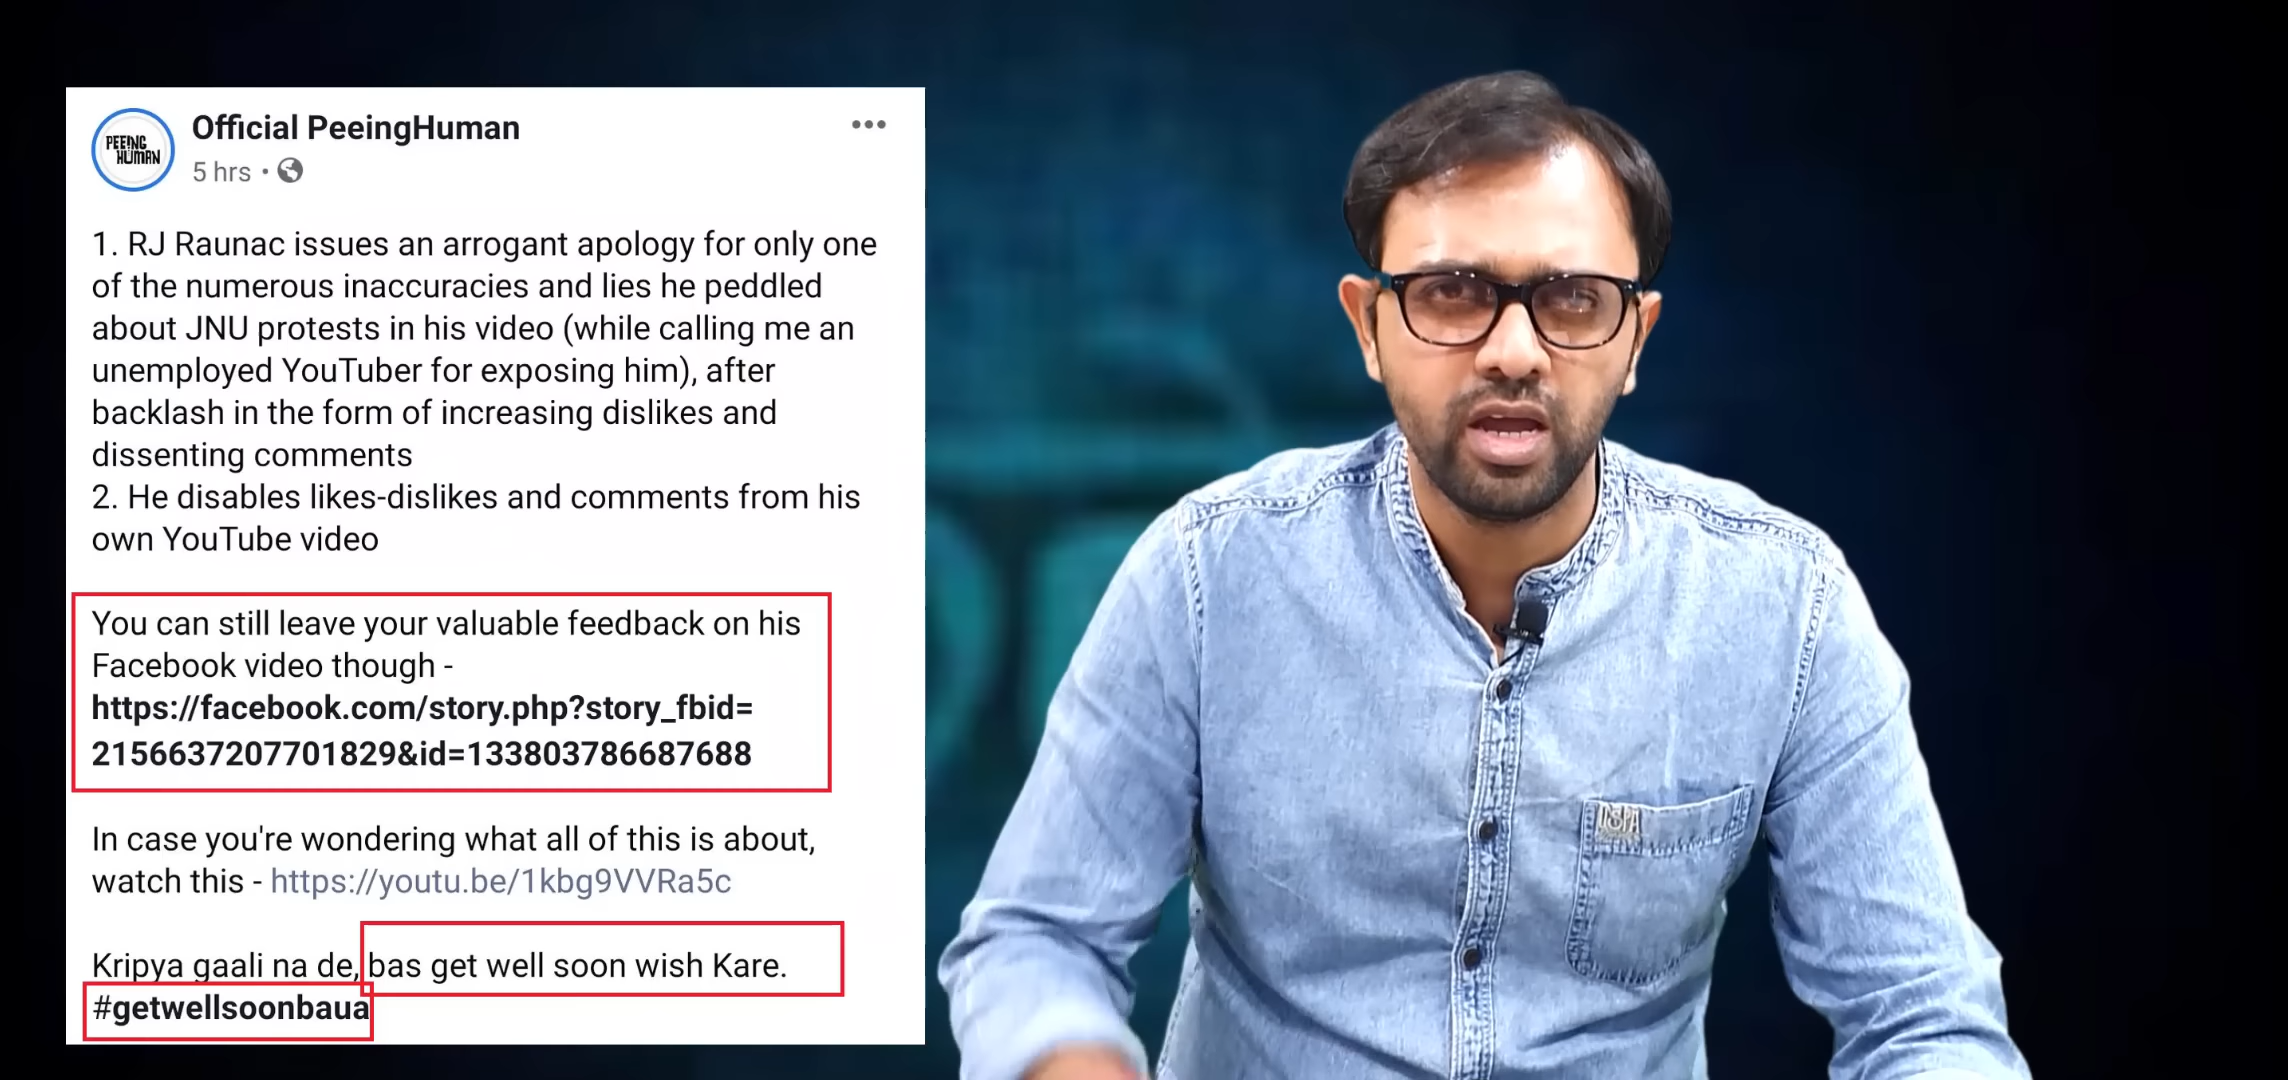 PEEING
HUMAN
Official PeeingHuman
5 hrs •
1. RJ Raunac issues an arrogant apology for only one
of the numerous inaccuracies and lies he peddled
about JNU protests in his video (while calling me an
unemployed YouTuber for exposing him), after
backlash in the form of increasing dislikes and
dissenting comments
2. He disables likes-dislikes and comments from his
own YouTube video
You can still leave your valuable feedback on his
Facebook video though -
https://facebook.com/story.php?story_fbid=
2156637207701829&id=133803786687688
In case you're wondering what all of this is about,
watch this - https://youtu.be/1kbg9VVRa5c
Kripya gaali na de, bas get well soon wish Kare.
#getwellsoonbaua